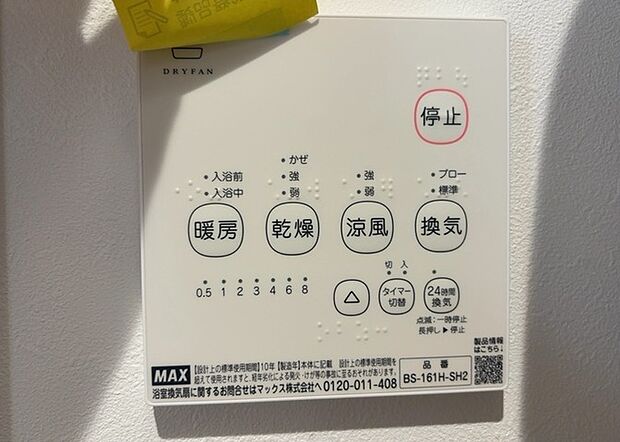 DRYFAN
停止
かぜ
入浴前 強 強 ブロー
入浴中 弱 弱 標準
暖房 乾燥 涼風 換気
切 入
0.5 1 2 3 4 6 8
△ タイマー切替 24時間換気
点滅:一時停止
長押し▶停止
製品情報
はこちら↓
MAX 【設計上の標準使用期間】10年【製造年】本体に記載 設計上の標準使用期間を
超えて使用されますと、経年劣化による発火・けが等の事故に至るおそれがあります。
浴室換気扇に関するお問合せはマックス株式会社へ 0120-011-408
品番
BS-161H-SH2